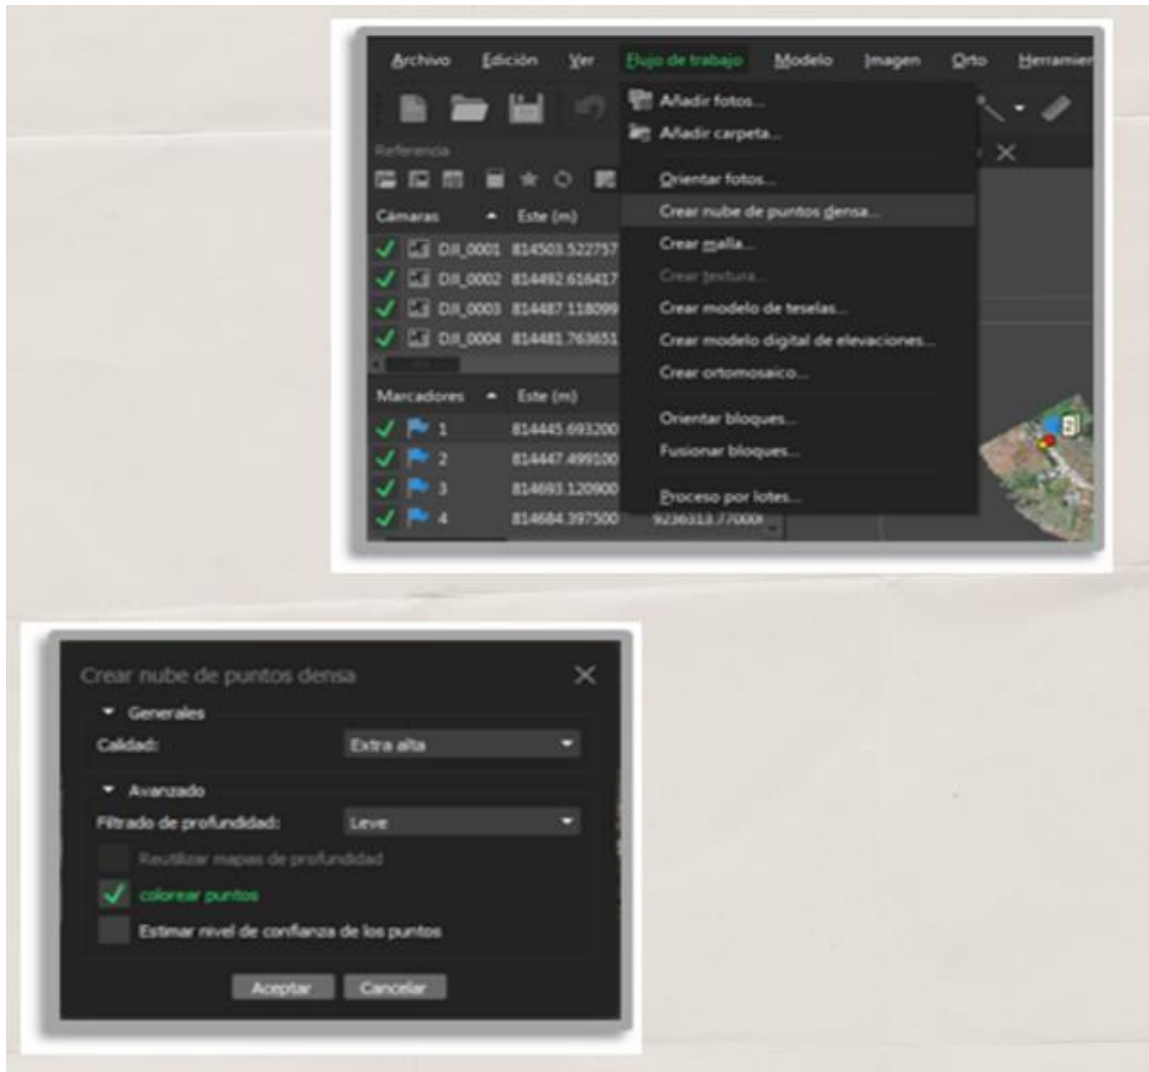 Archivo Edición Ver Flujo de trabajo Modelo Imagen Orto Herramier
Añadir fotos...
Añadir carpeta...
Referencia
Orientar fotos...
Cámaras Este (m)
Crear nube de puntos densa...
DJI_0001 814503.522757
Crear malla...
DJI_0002 814492.616417
Crear textura...
DJI_0003 814487.118099
Crear modelo de teselas...
DJI_0004 814481.763651
Crear modelo digital de elevaciones...
Crear ortomosaico...
Marcadores Este (m)
Orientar bloques...
1 814445.693200
Fusionar bloques...
2 814447.499100
3 814693.120900
Proceso por lotes...
4 814684.397500 9236313.77000
Crear nube de puntos densa
Generales
Calidad: Extra alta
Avanzado
Filtrado de profundidad: Leve
Reutilizar mapas de profundidad
colorear puntos
Estimar nivel de confianza de los puntos
Aceptar Cancelar